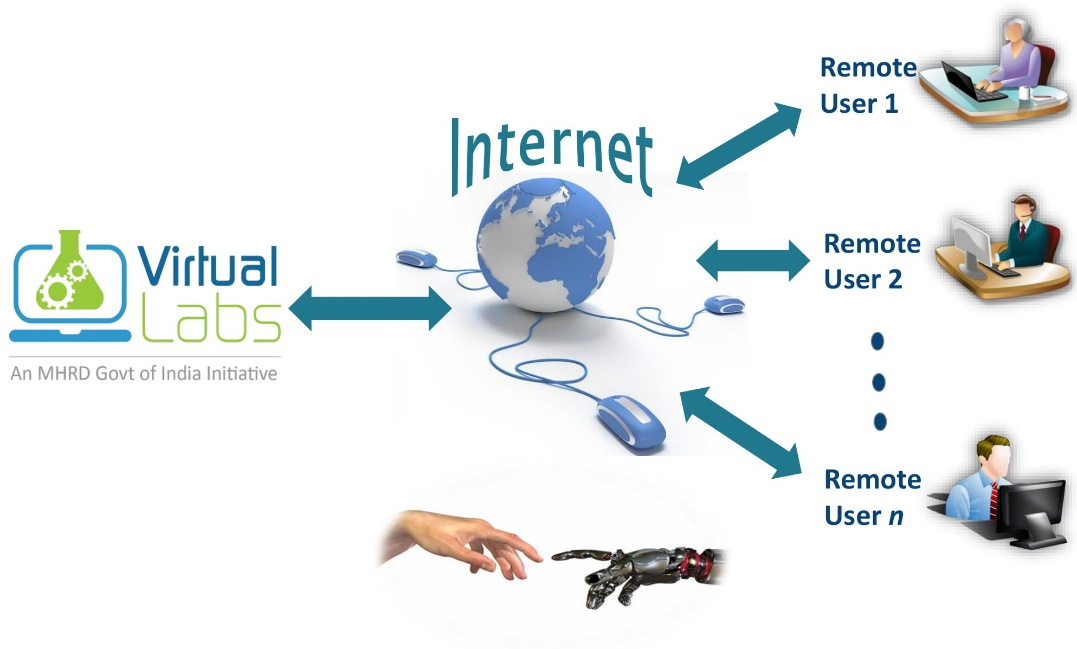 Internet
Remote
User 1
Virtual
Labs
An MHRD Govt of India Initiative
Remote
User 2
Remote
User n